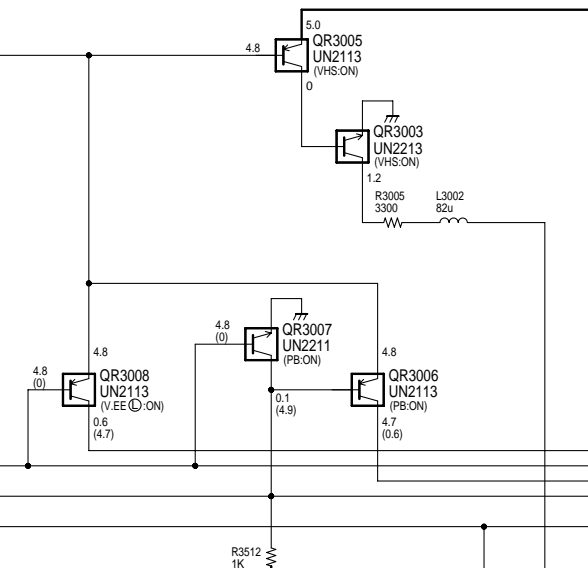 5.0
4.8
QR3005
UN2113
(VHS:ON)
0
QR3003
UN2213
(VHS:ON)
1.2
R3005
3300
L3002
82u
4.8
(0)
QR3007
UN2211
(PB:ON)
4.8
4.8
4.8
(0)
QR3008
UN2113
(V.EE Ⓛ:ON)
0.6
(4.7)
0.1
(4.9)
QR3006
UN2113
(PB:ON)
4.7
(0.6)
R3512
1K